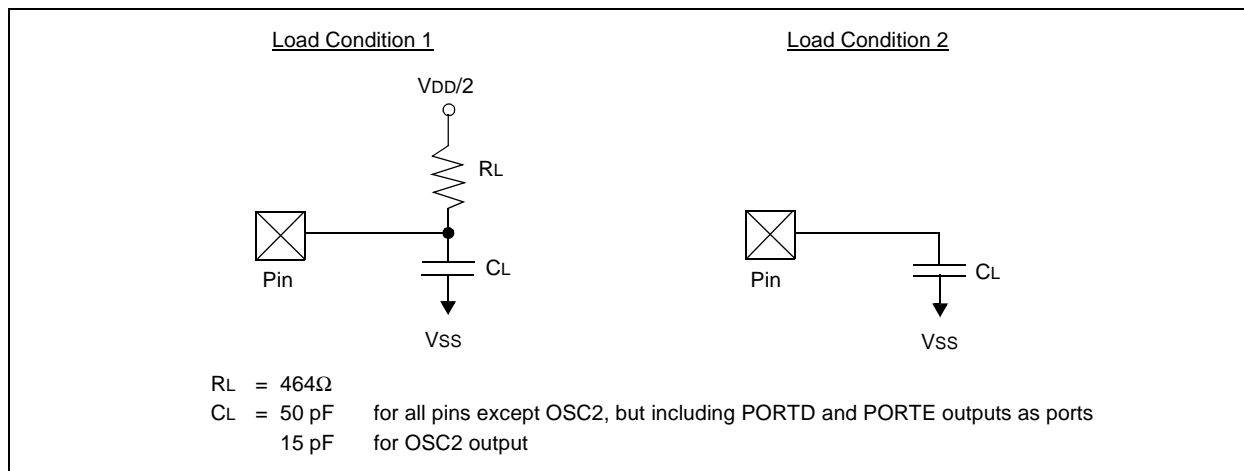 Load Condition 1
VDD/2
RL
Pin
CL
VSS
Load Condition 2
Pin
CL
VSS
RL = 464Ω
CL = 50 pF for all pins except OSC2, but including PORTD and PORTE outputs as ports
15 pF for OSC2 output